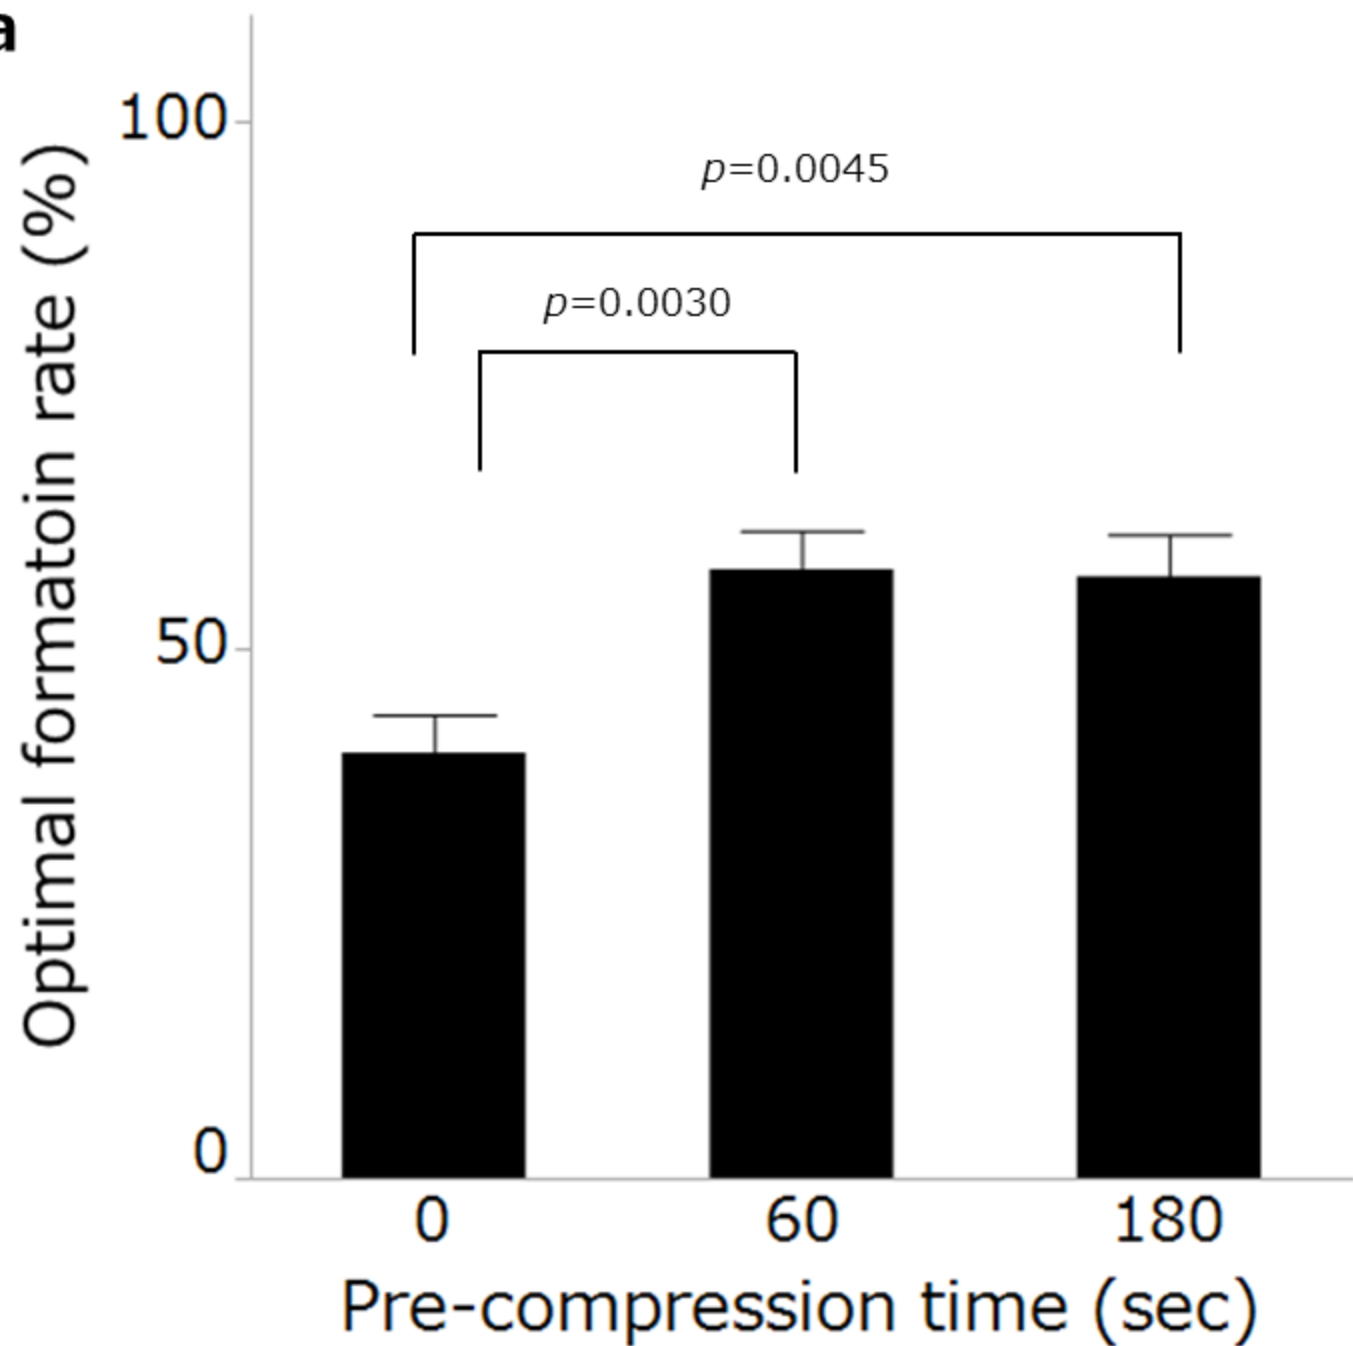 a
Optimal formatoin rate (%)
100
50
0
p=0.0045
p=0.0030
0 60 180
Pre-compression time (sec)